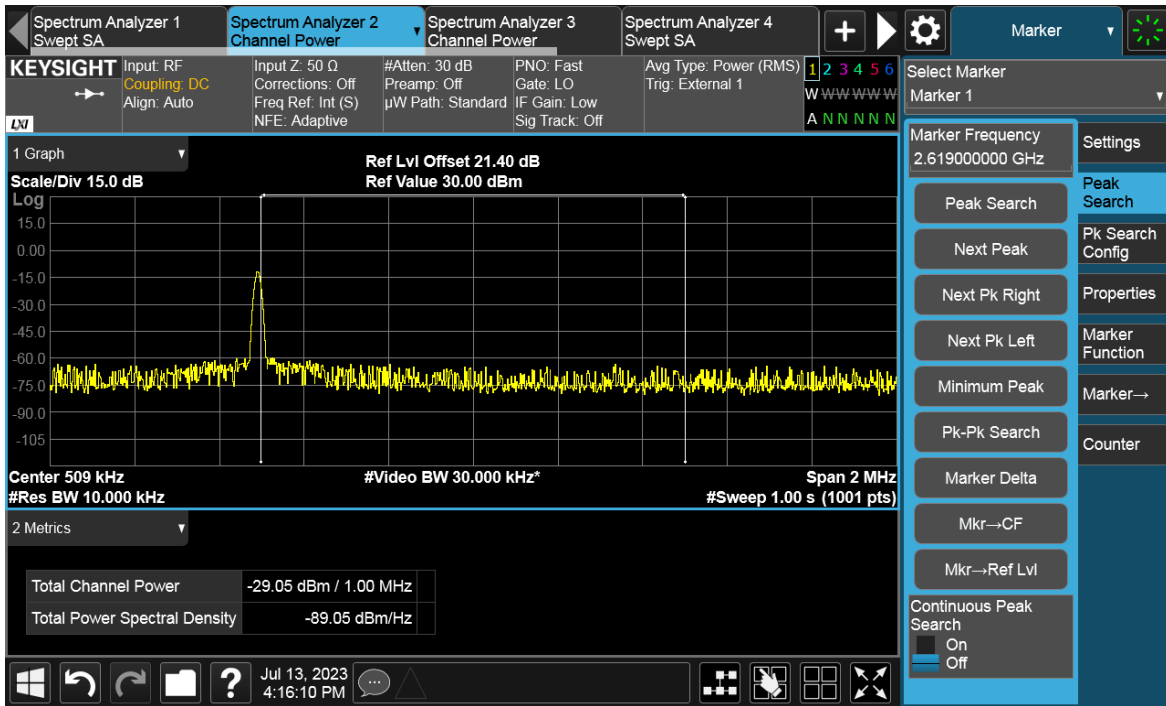 Spectrum Analyzer 1
Swept SA
Spectrum Analyzer 2
Channel Power
Spectrum Analyzer 3
Channel Power
Spectrum Analyzer 4
Swept SA
+
Marker
KEYSIGHT
LXI
Input: RF
Coupling: DC
Align: Auto
Input Z: 50 Ω
Corrections: Off
Freq Ref: Int (S)
NFE: Adaptive
#Atten: 30 dB
Preamp: Off
µW Path: Standard
PNO: Fast
Gate: LO
IF Gain: Low
Sig Track: Off
Avg Type: Power (RMS)
Trig: External 1
1 2 3 4 5 6
W W W W W W
A N N N N N
Select Marker
Marker 1
1 Graph
Scale/Div 15.0 dB
Ref Lvl Offset 21.40 dB
Ref Value 30.00 dBm
Log
15.0
0.00
-15.0
-30.0
-45.0
-60.0
-75.0
-90.0
-105
Center 509 kHz
#Res BW 10.000 kHz
#Video BW 30.000 kHz*
Span 2 MHz
#Sweep 1.00 s (1001 pts)
2 Metrics
Total Channel Power -29.05 dBm / 1.00 MHz
Total Power Spectral Density -89.05 dBm/Hz
Marker Frequency
2.619000000 GHz
Peak Search
Next Peak
Next Pk Right
Next Pk Left
Minimum Peak
Pk-Pk Search
Marker Delta
Mkr→CF
Mkr→Ref Lvl
Continuous Peak
Search
On
Off
Settings
Peak
Search
Pk Search
Config
Properties
Marker
Function
Marker→
Counter
?
Jul 13, 2023
4:16:10 PM